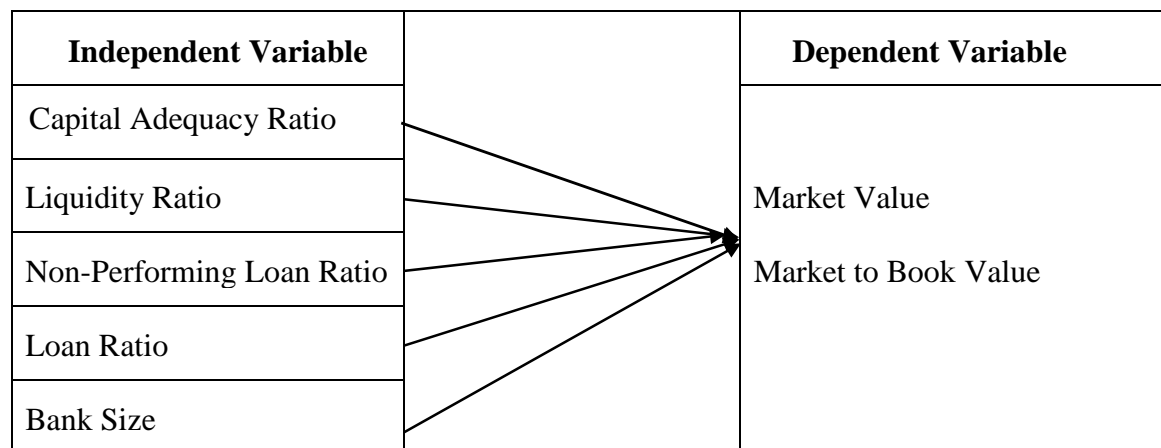 Independent Variable
Dependent Variable
Capital Adequacy Ratio
Liquidity Ratio
Market Value
Non-Performing Loan Ratio
Market to Book Value
Loan Ratio
Bank Size